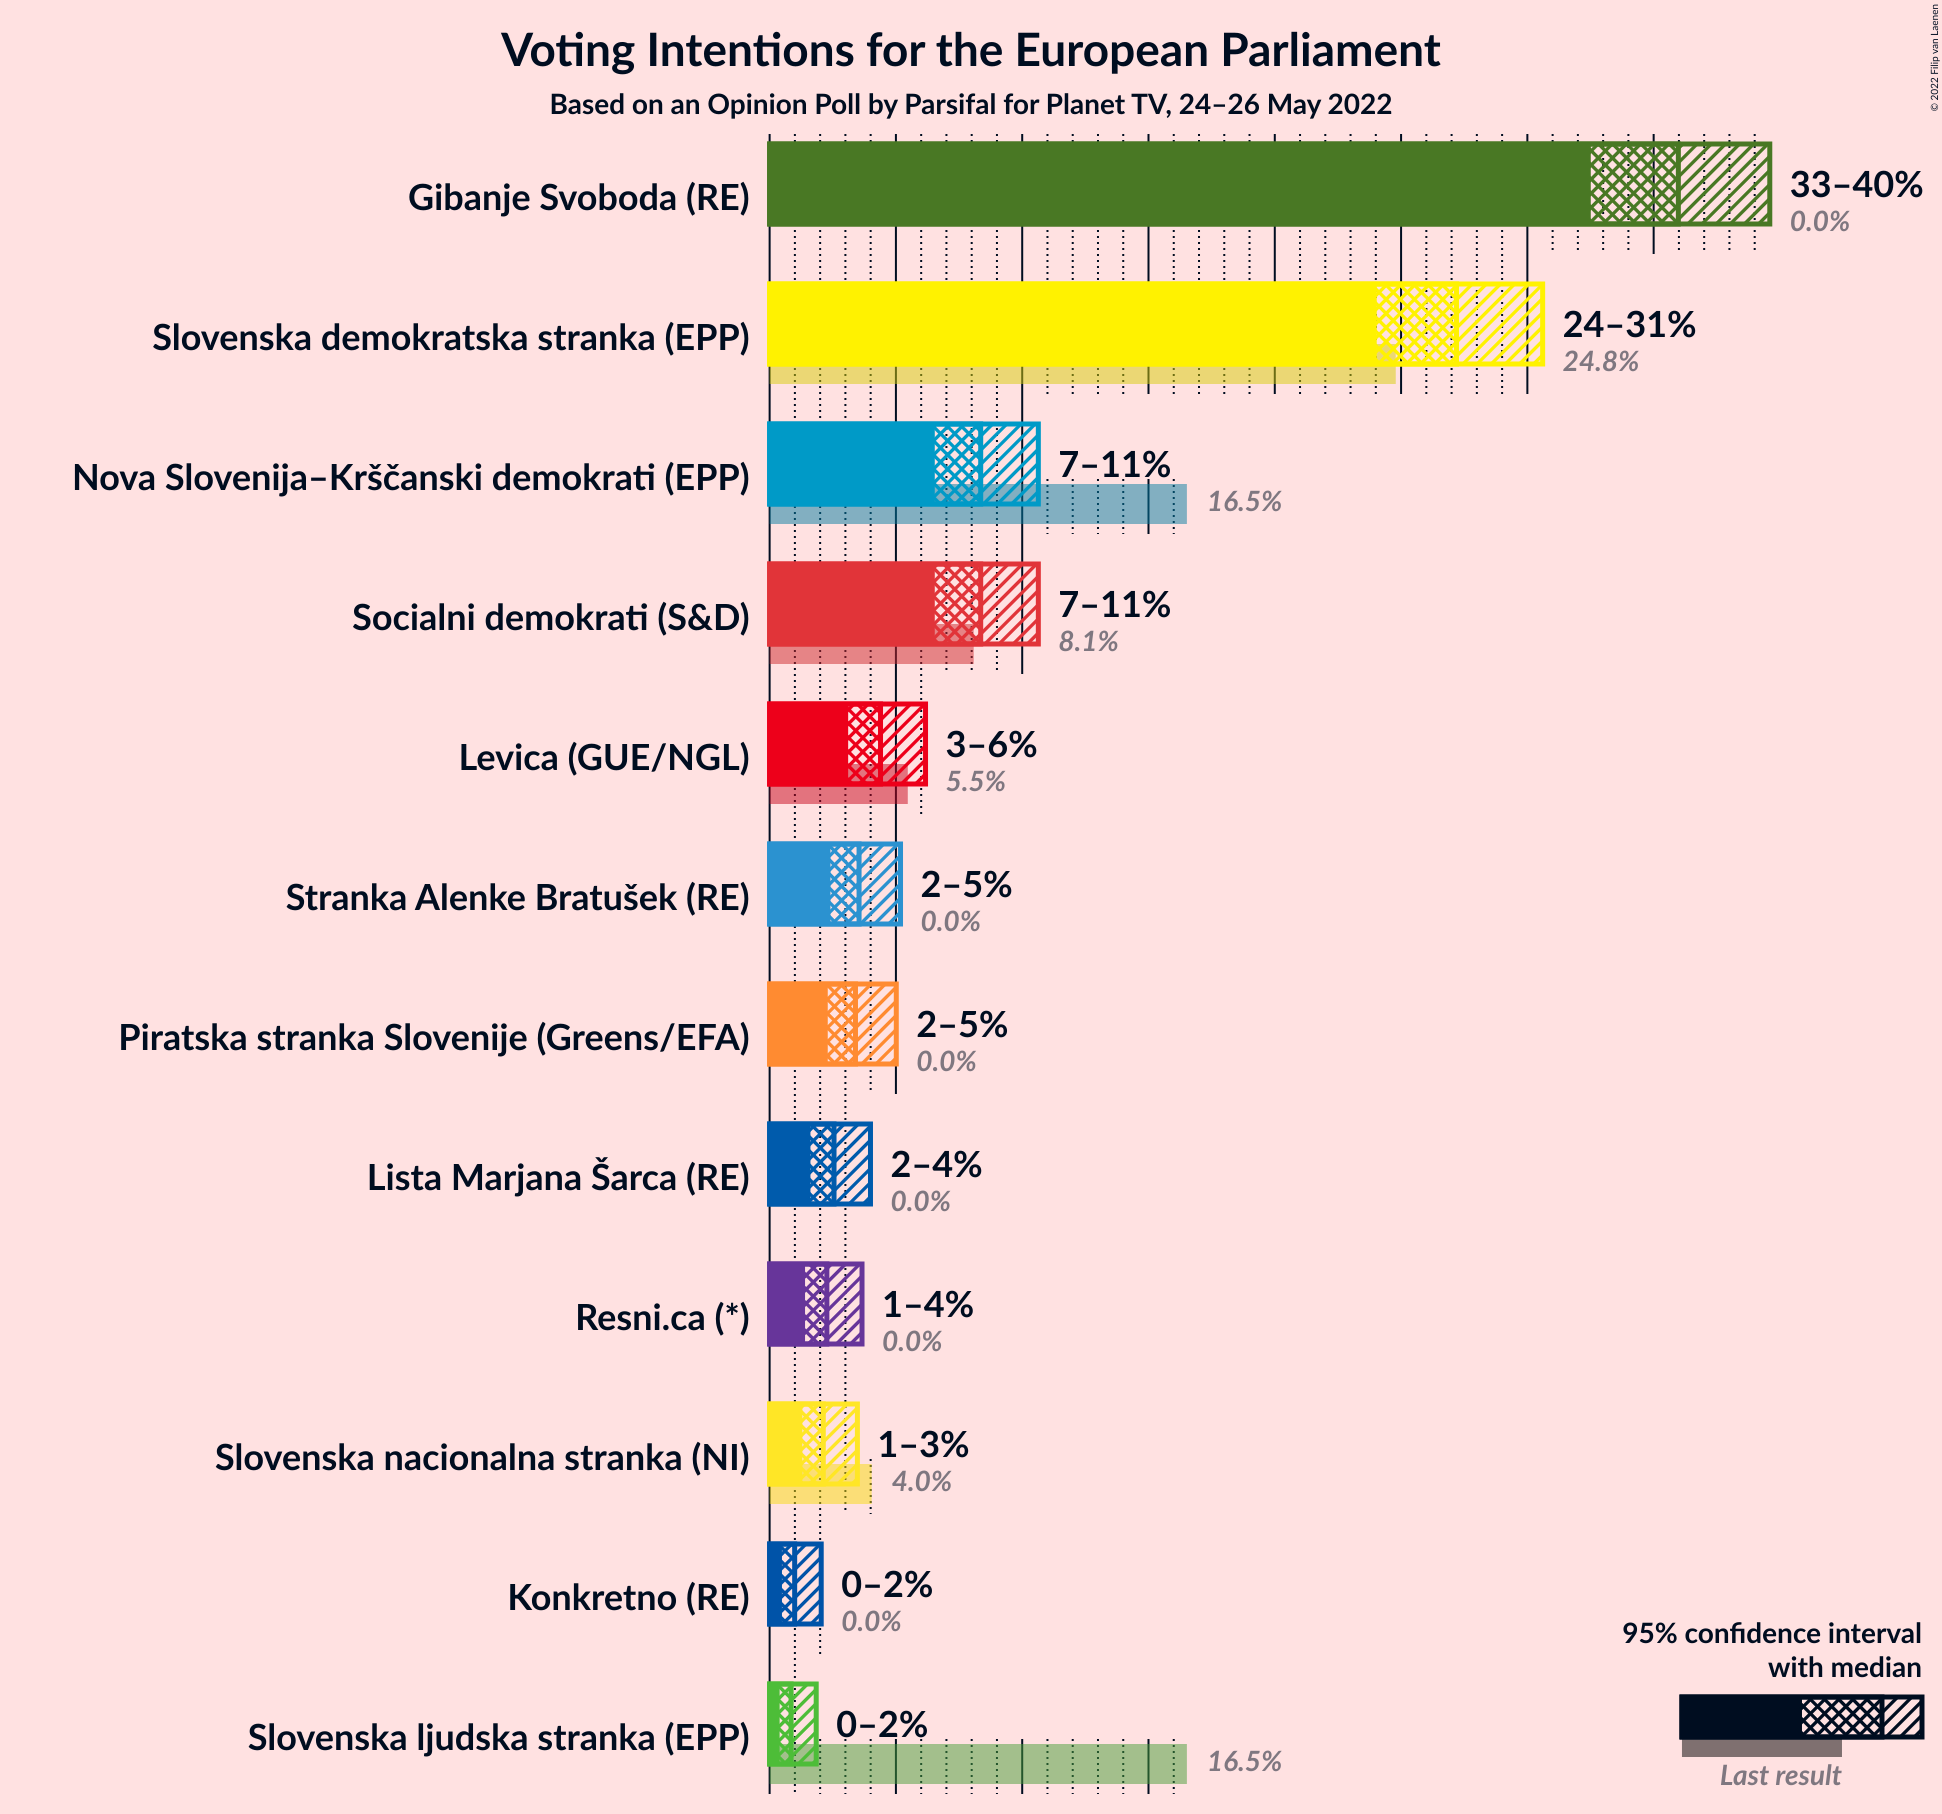 Voting Intentions for the European Parliament
Based on an Opinion Poll by Parsifal for Planet TV, 24–26 May 2022
© 2022 Filip van Laenen
Gibanje Svoboda (RE)
33–40%
0.0%
Slovenska demokratska stranka (EPP)
24–31%
24.8%
Nova Slovenija–Krščanski demokrati (EPP)
7–11%
16.5%
Socialni demokrati (S&D)
7–11%
8.1%
Levica (GUE/NGL)
3–6%
5.5%
Stranka Alenke Bratušek (RE)
2–5%
0.0%
Piratska stranka Slovenije (Greens/EFA)
2–5%
0.0%
Lista Marjana Šarca (RE)
2–4%
0.0%
Resni.ca (*)
1–4%
0.0%
Slovenska nacionalna stranka (NI)
1–3%
4.0%
Konkretno (RE)
0–2%
0.0%
Slovenska ljudska stranka (EPP)
0–2%
16.5%
95% confidence interval
with median
Last result